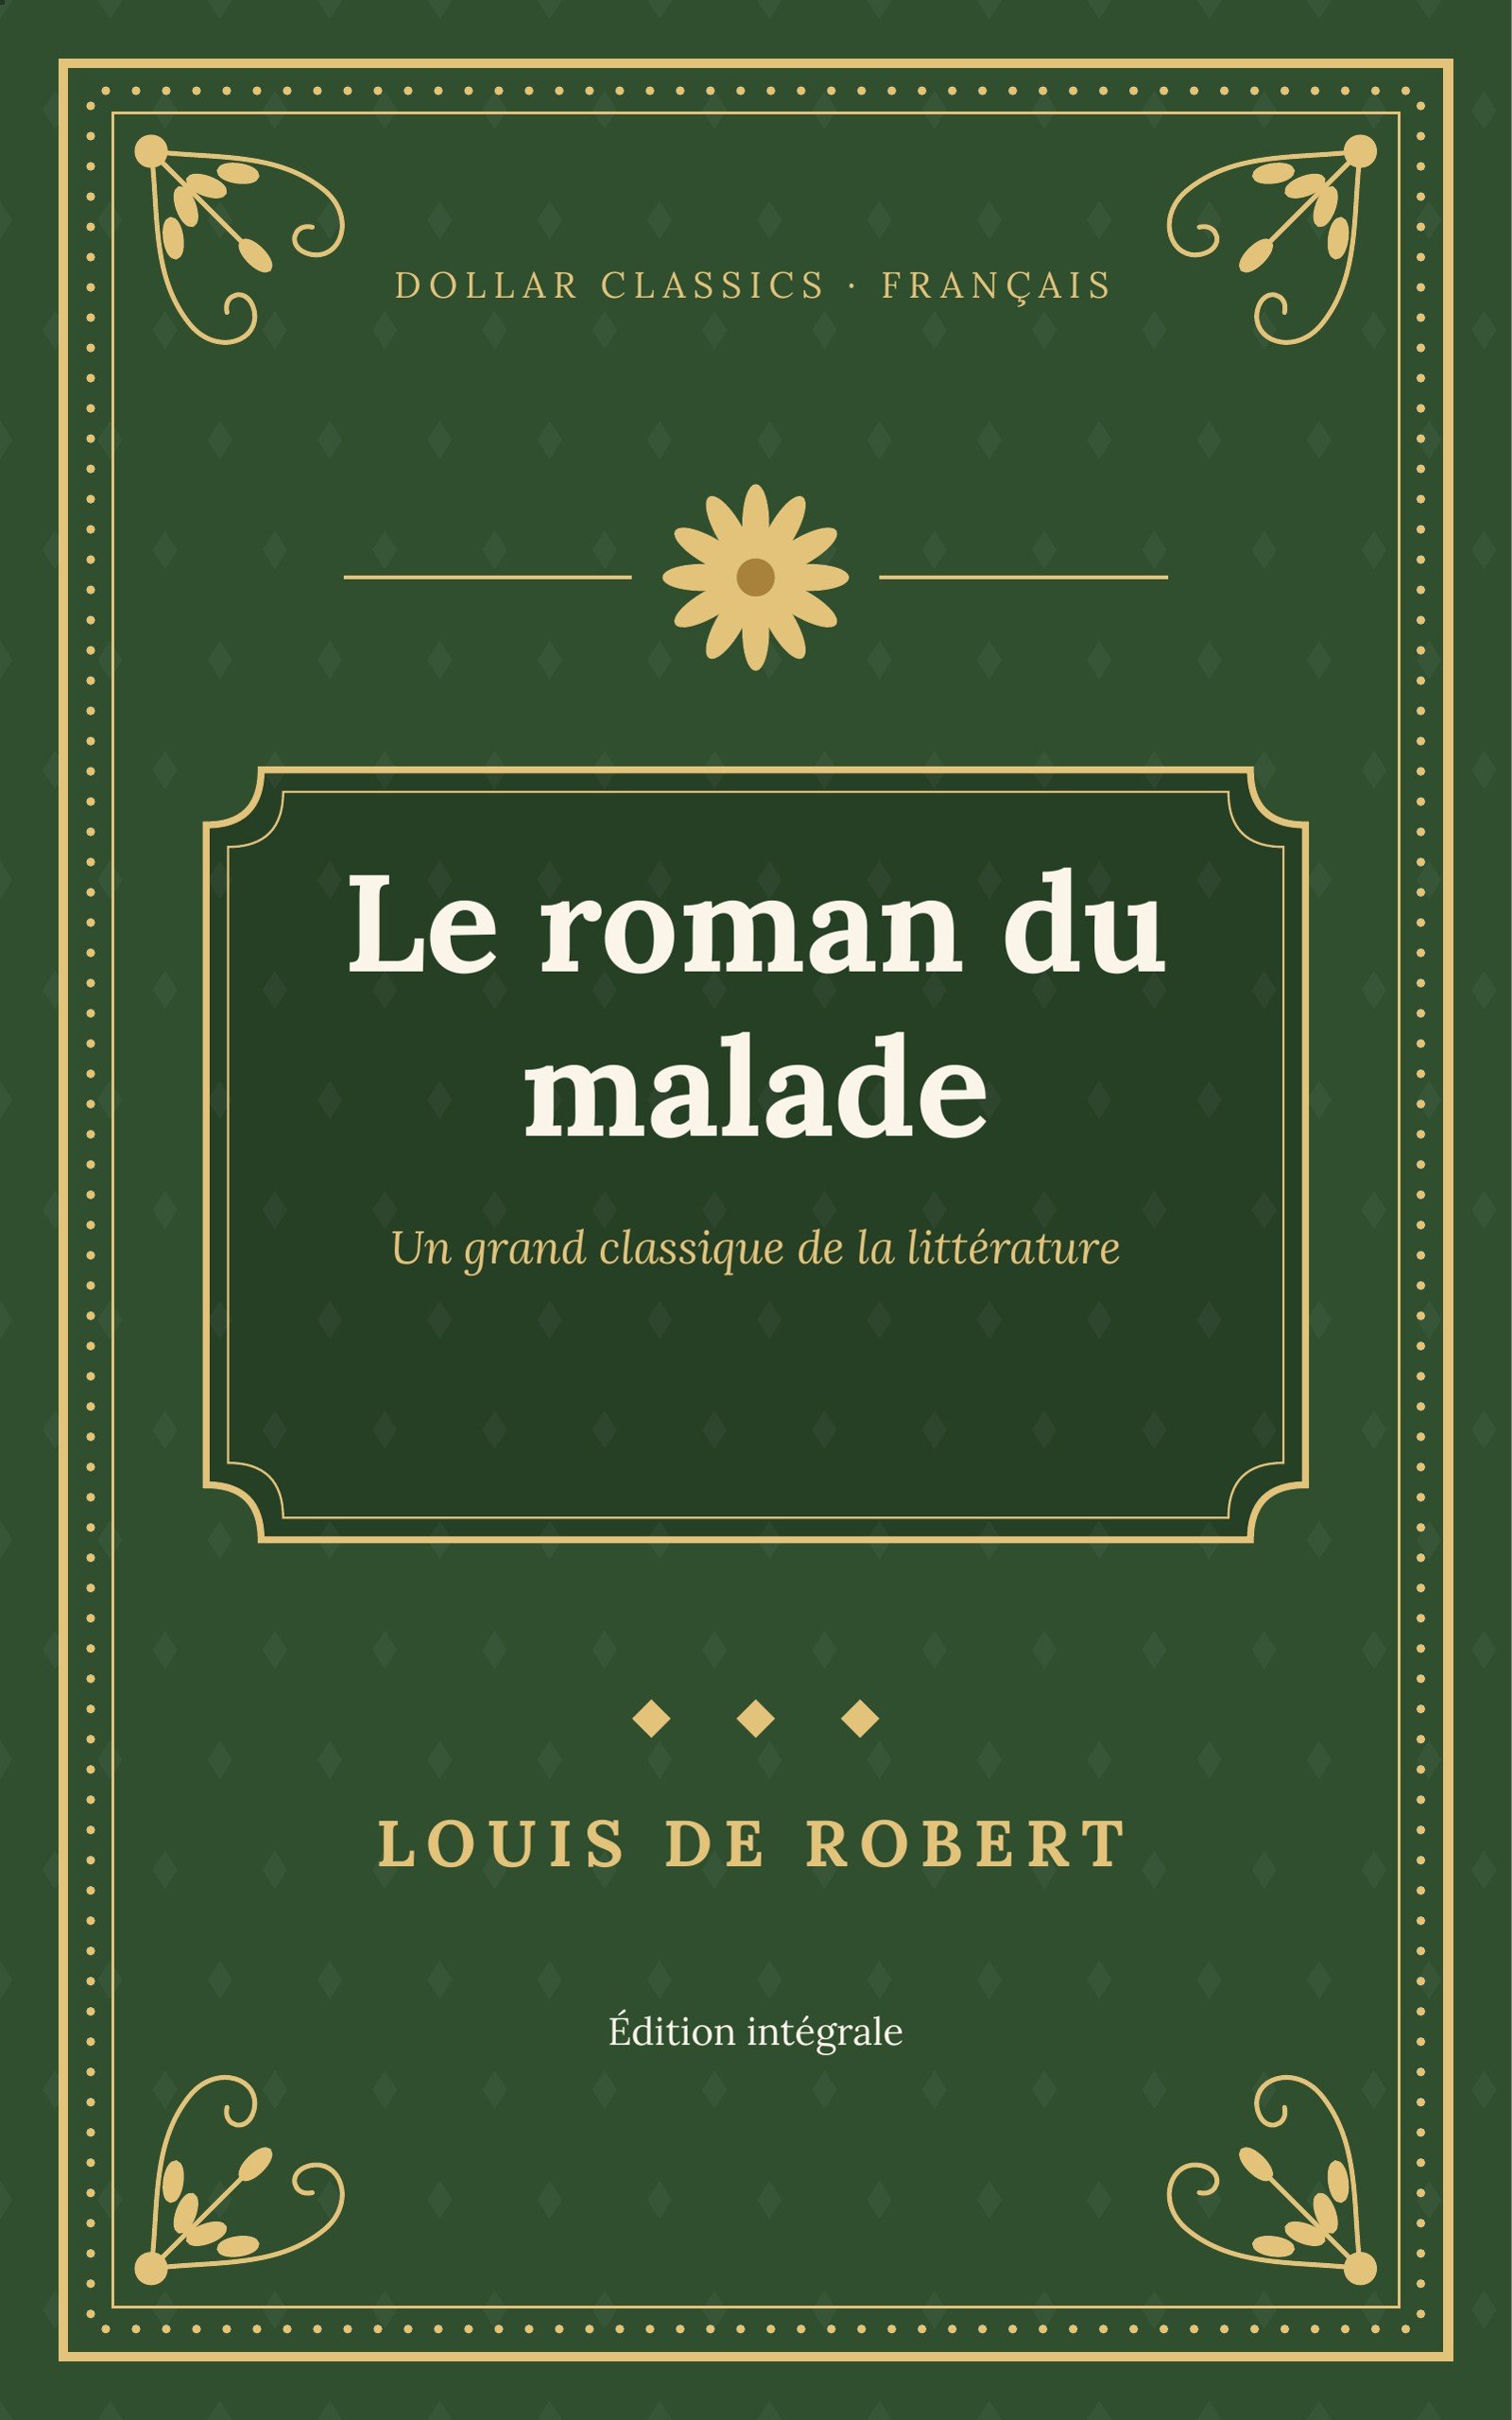 DOLLAR CLASSICS · FRANÇAIS
Le roman du
malade
Un grand classique de la littérature
LOUIS DE ROBERT
Édition intégrale